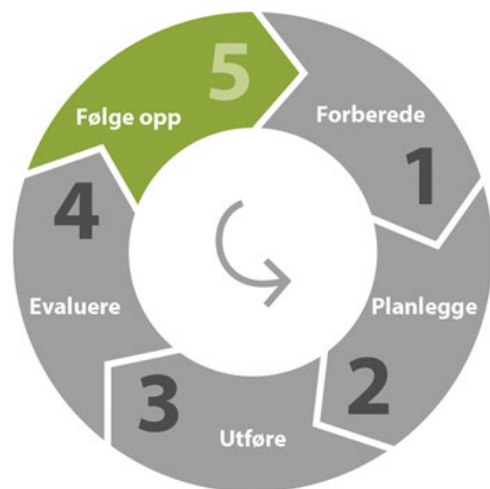 Forberede
1
Planlegge
2
Utføre
3
Evaluere
4
Følge opp
5